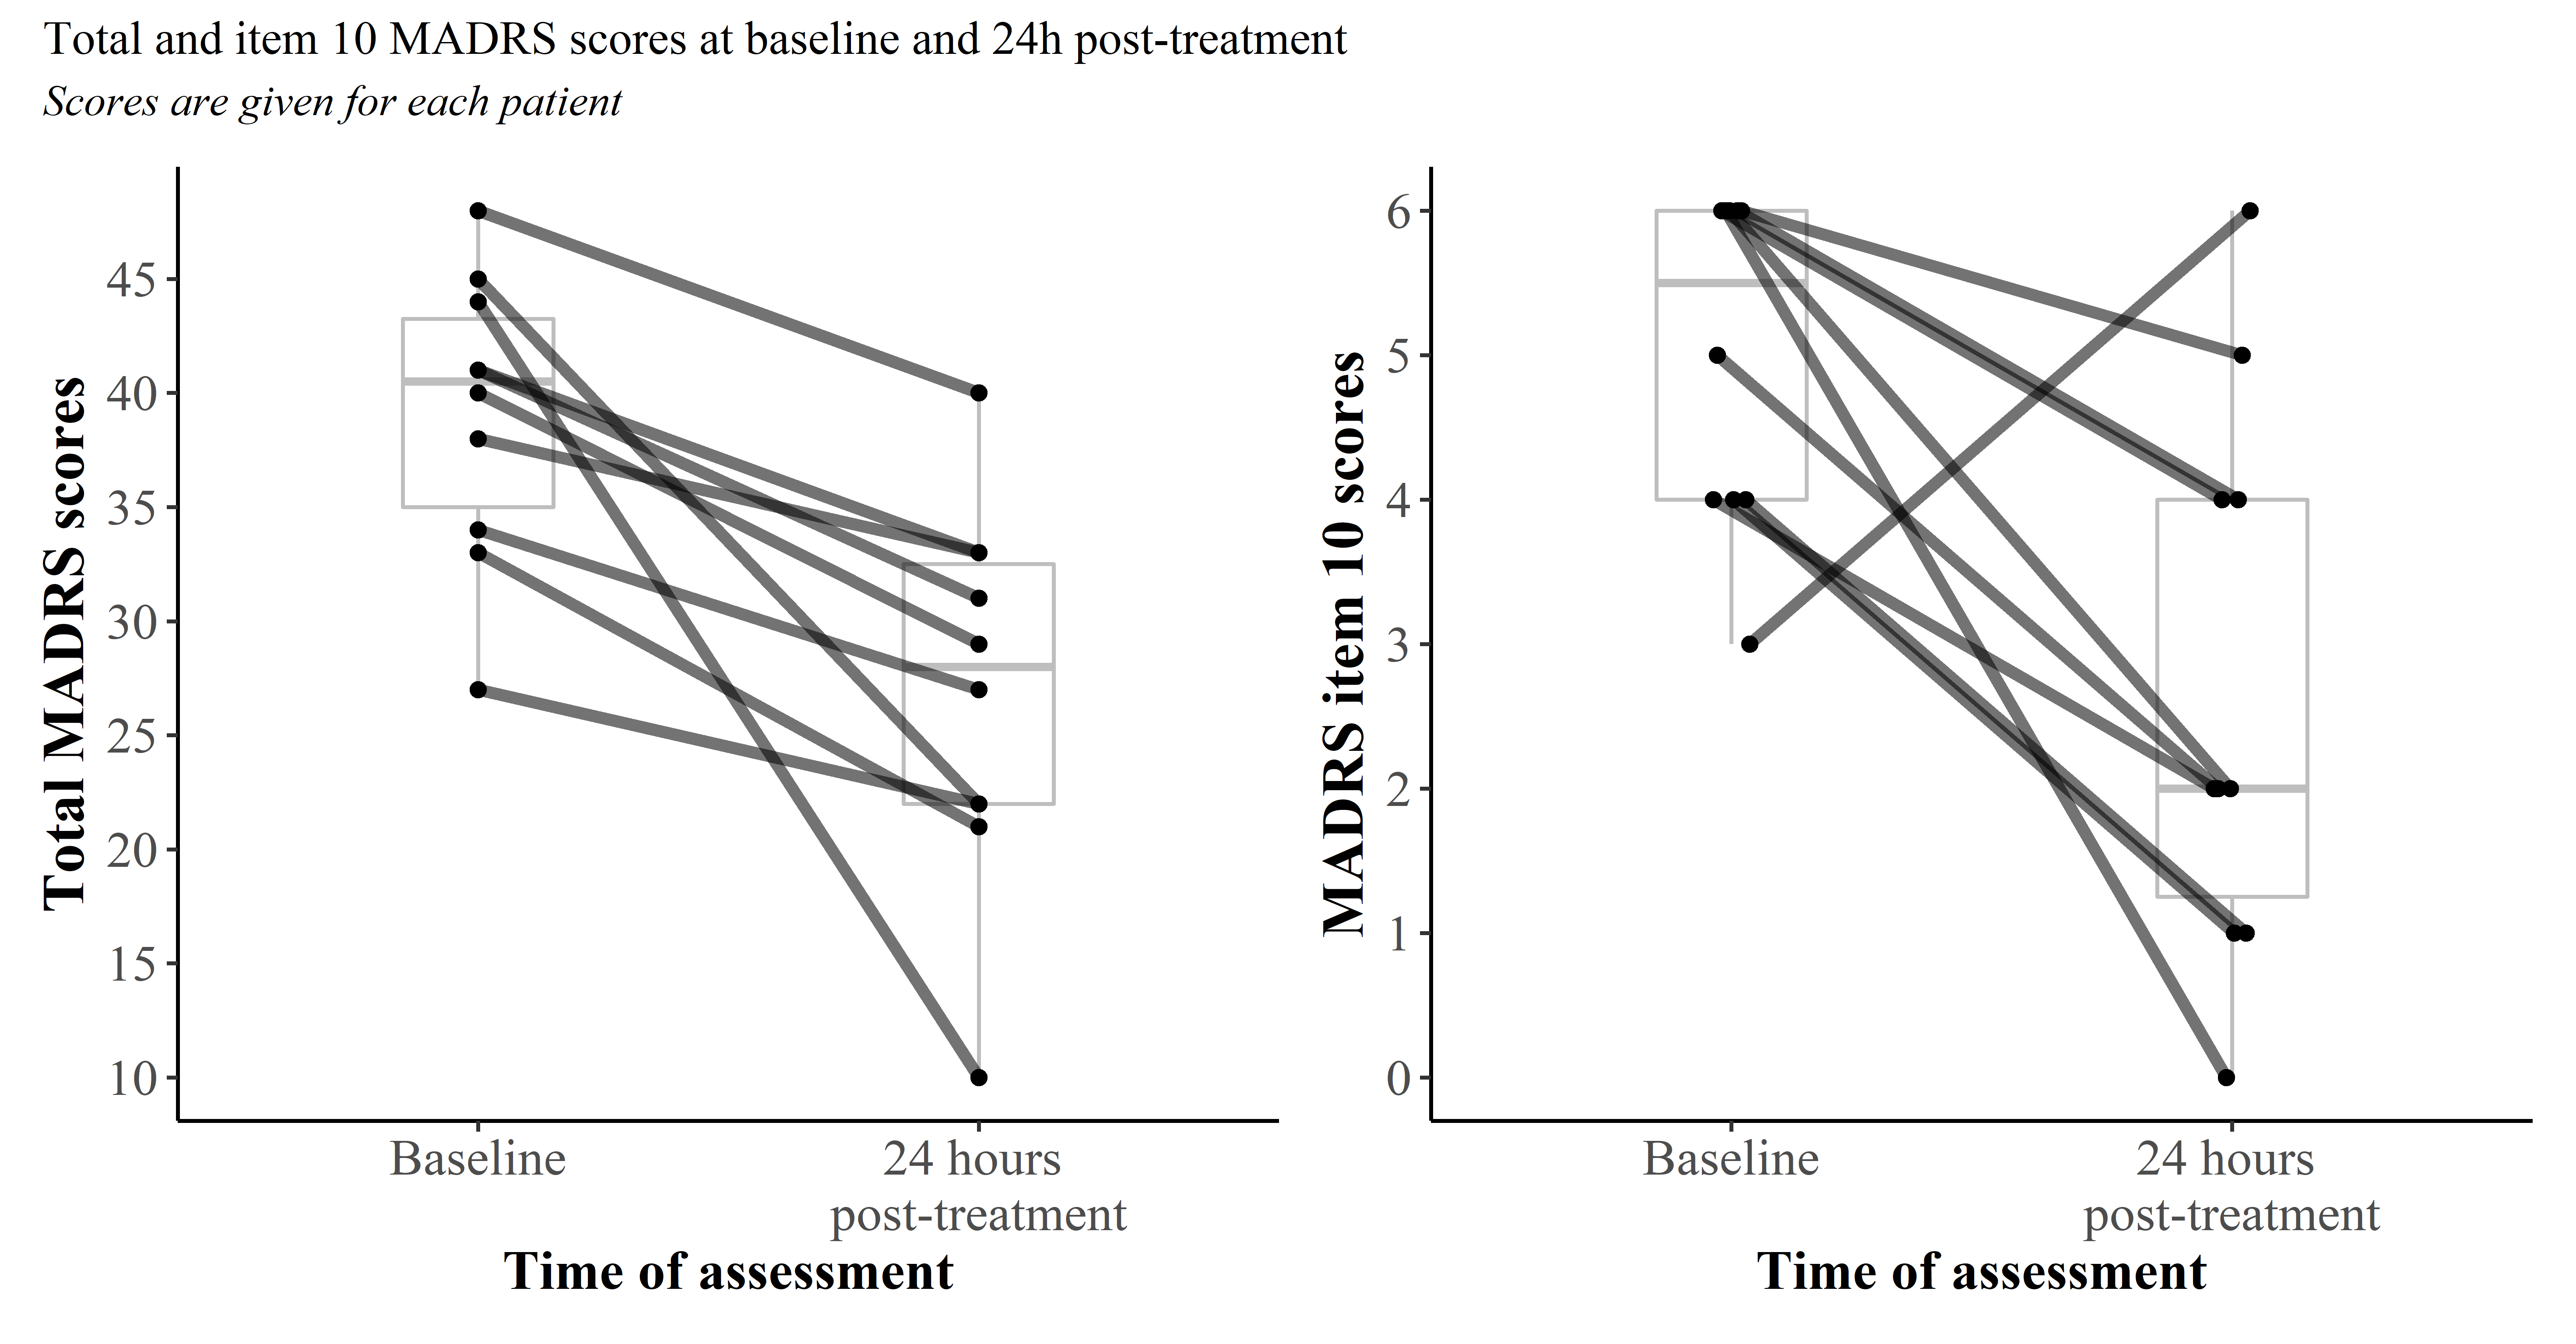 Total and item 10 MADRS scores at baseline and 24h post-treatment
Scores are given for each patient
Total MADRS scores
45
40
35
30
25
20
15
10
Baseline
24 hours
post-treatment
Time of assessment
MADRS item 10 scores
6
5
4
3
2
1
0
Baseline
24 hours
post-treatment
Time of assessment